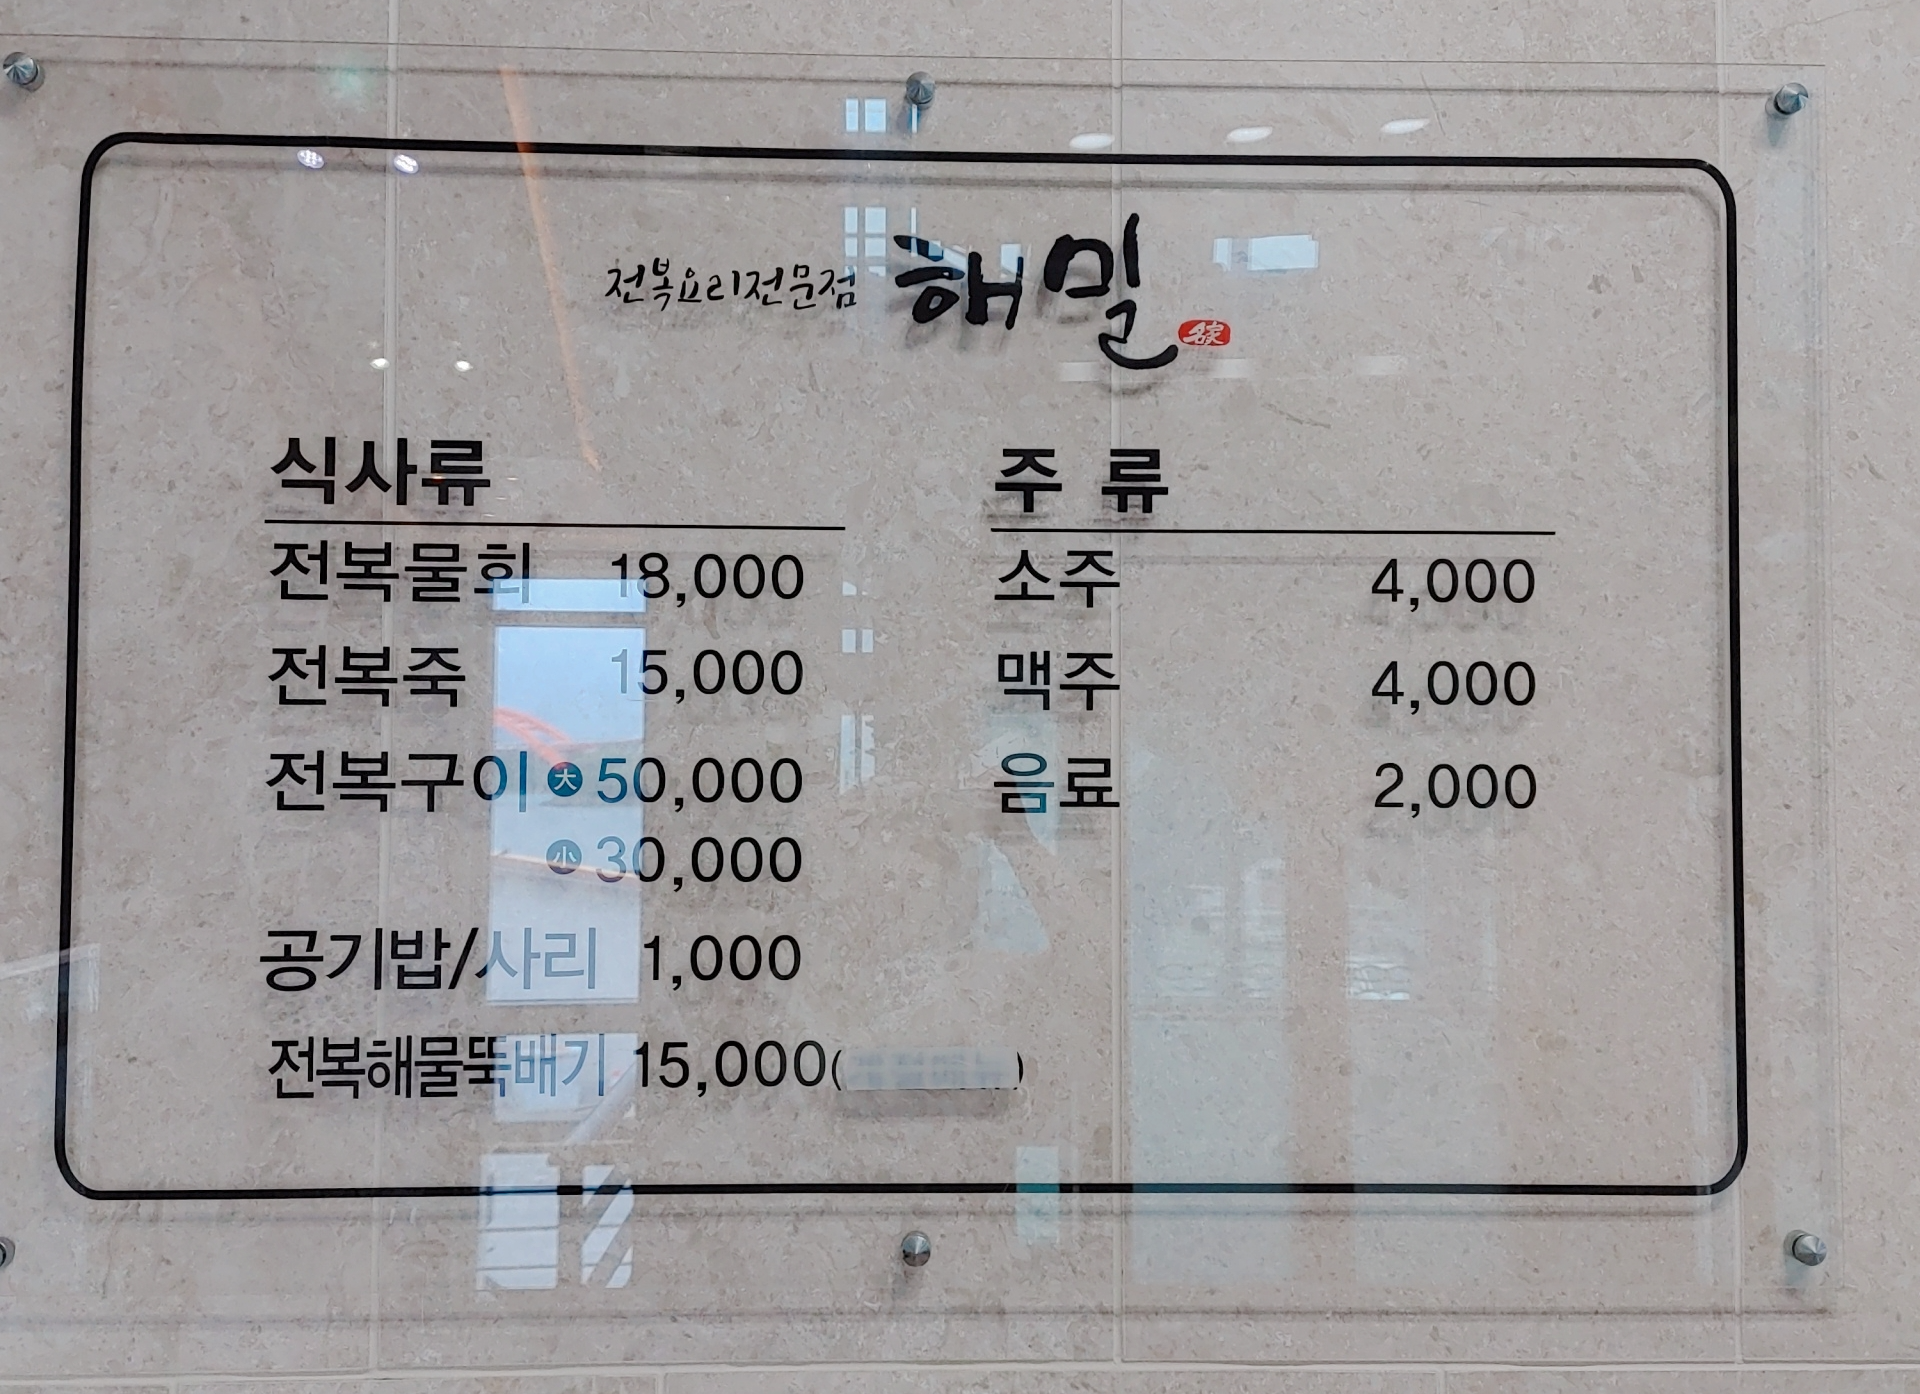 전복요리전문점 해밀 名家
식사류
전복물회 18,000
전복죽 15,000
전복구이 大 50,000
小 30,000
공기밥/사리 1,000
전복해물뚝배기 15,000( )
주 류
소주 4,000
맥주 4,000
음료 2,000